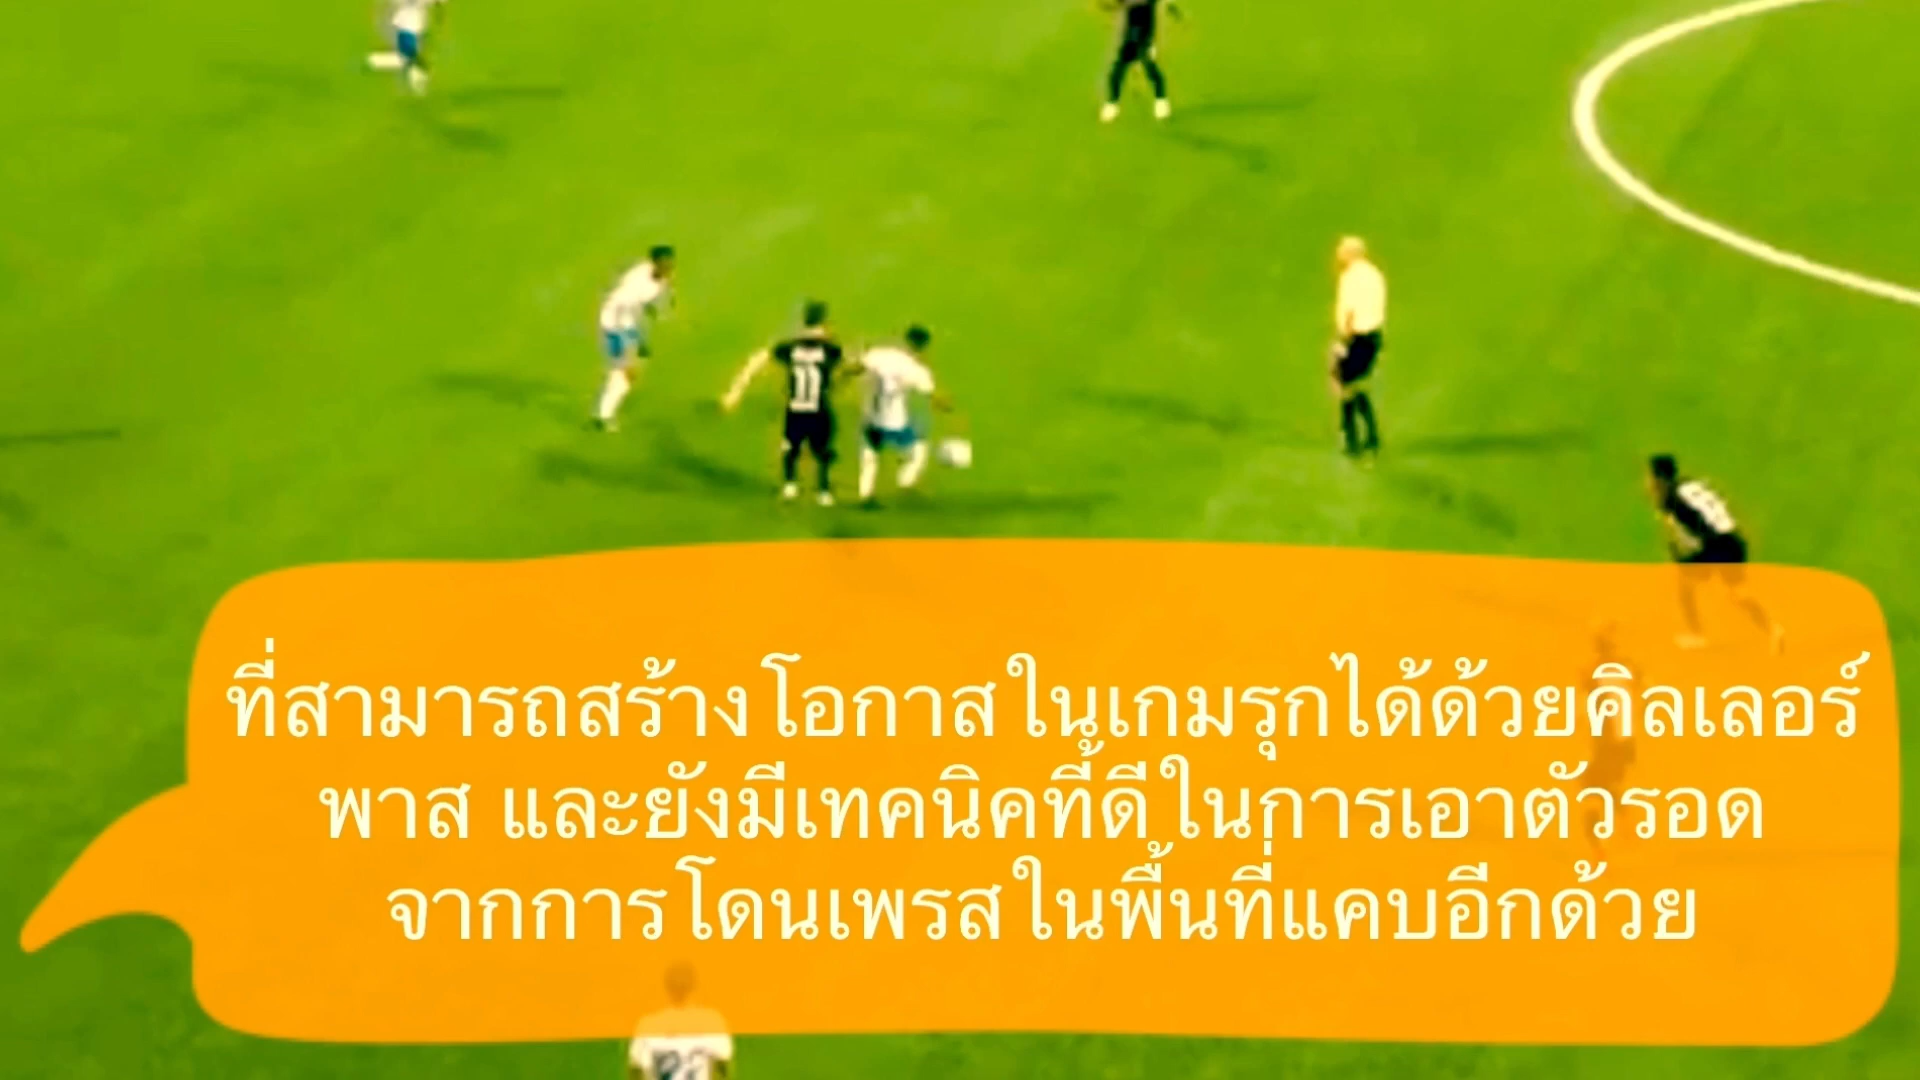 11
ที่สามารถสร้างโอกาสในเกมรุกได้ด้วยคิลเลอร์
พาส และยังมีเทคนิคที่ดีในการเอาตัวรอด
จากการโดนเพรสในพื้นที่แคบอีกด้วย